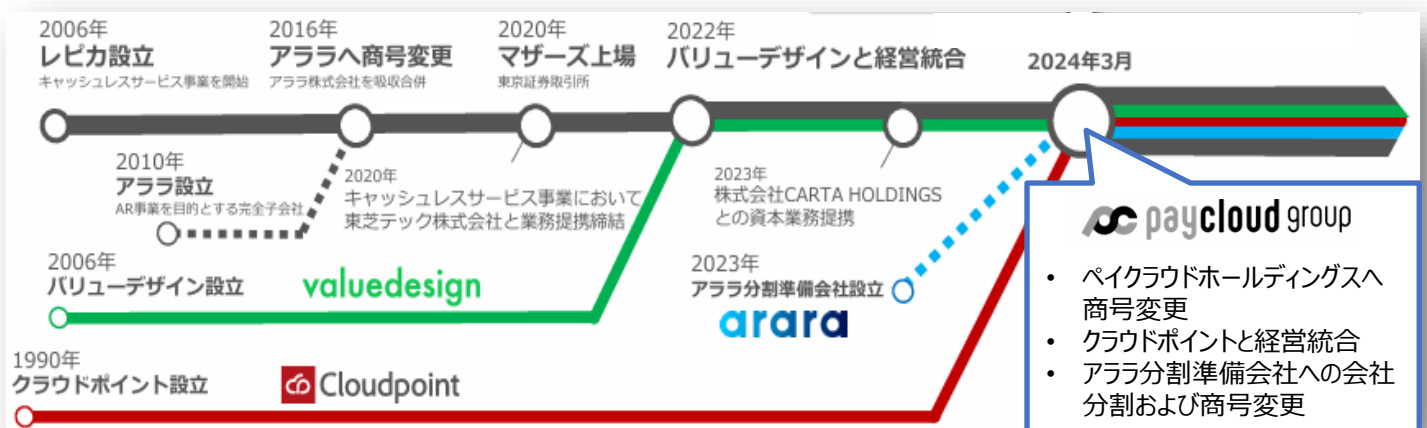 2006年
レピカ設立
キャッシュレスサービス事業を開始
2016年
アララへ商号変更
アララ株式会社を吸収合併
2020年
マザーズ上場
東京証券取引所
2022年
バリューデザインと経営統合
2024年3月
2010年
アララ設立
AR事業を目的とする完全子会社
2020年
キャッシュレスサービス事業において
東芝テック株式会社と業務提携締結
2023年
株式会社CARTA HOLDINGS
との資本業務提携
2006年
バリューデザイン設立
valuedesign
2023年
アララ分割準備会社設立
arara
1990年
クラウドポイント設立
Cloudpoint
paycloud group
• ペイクラウドホールディングスへ
商号変更
• クラウドポイントと経営統合
• アララ分割準備会社への会社
分割および商号変更